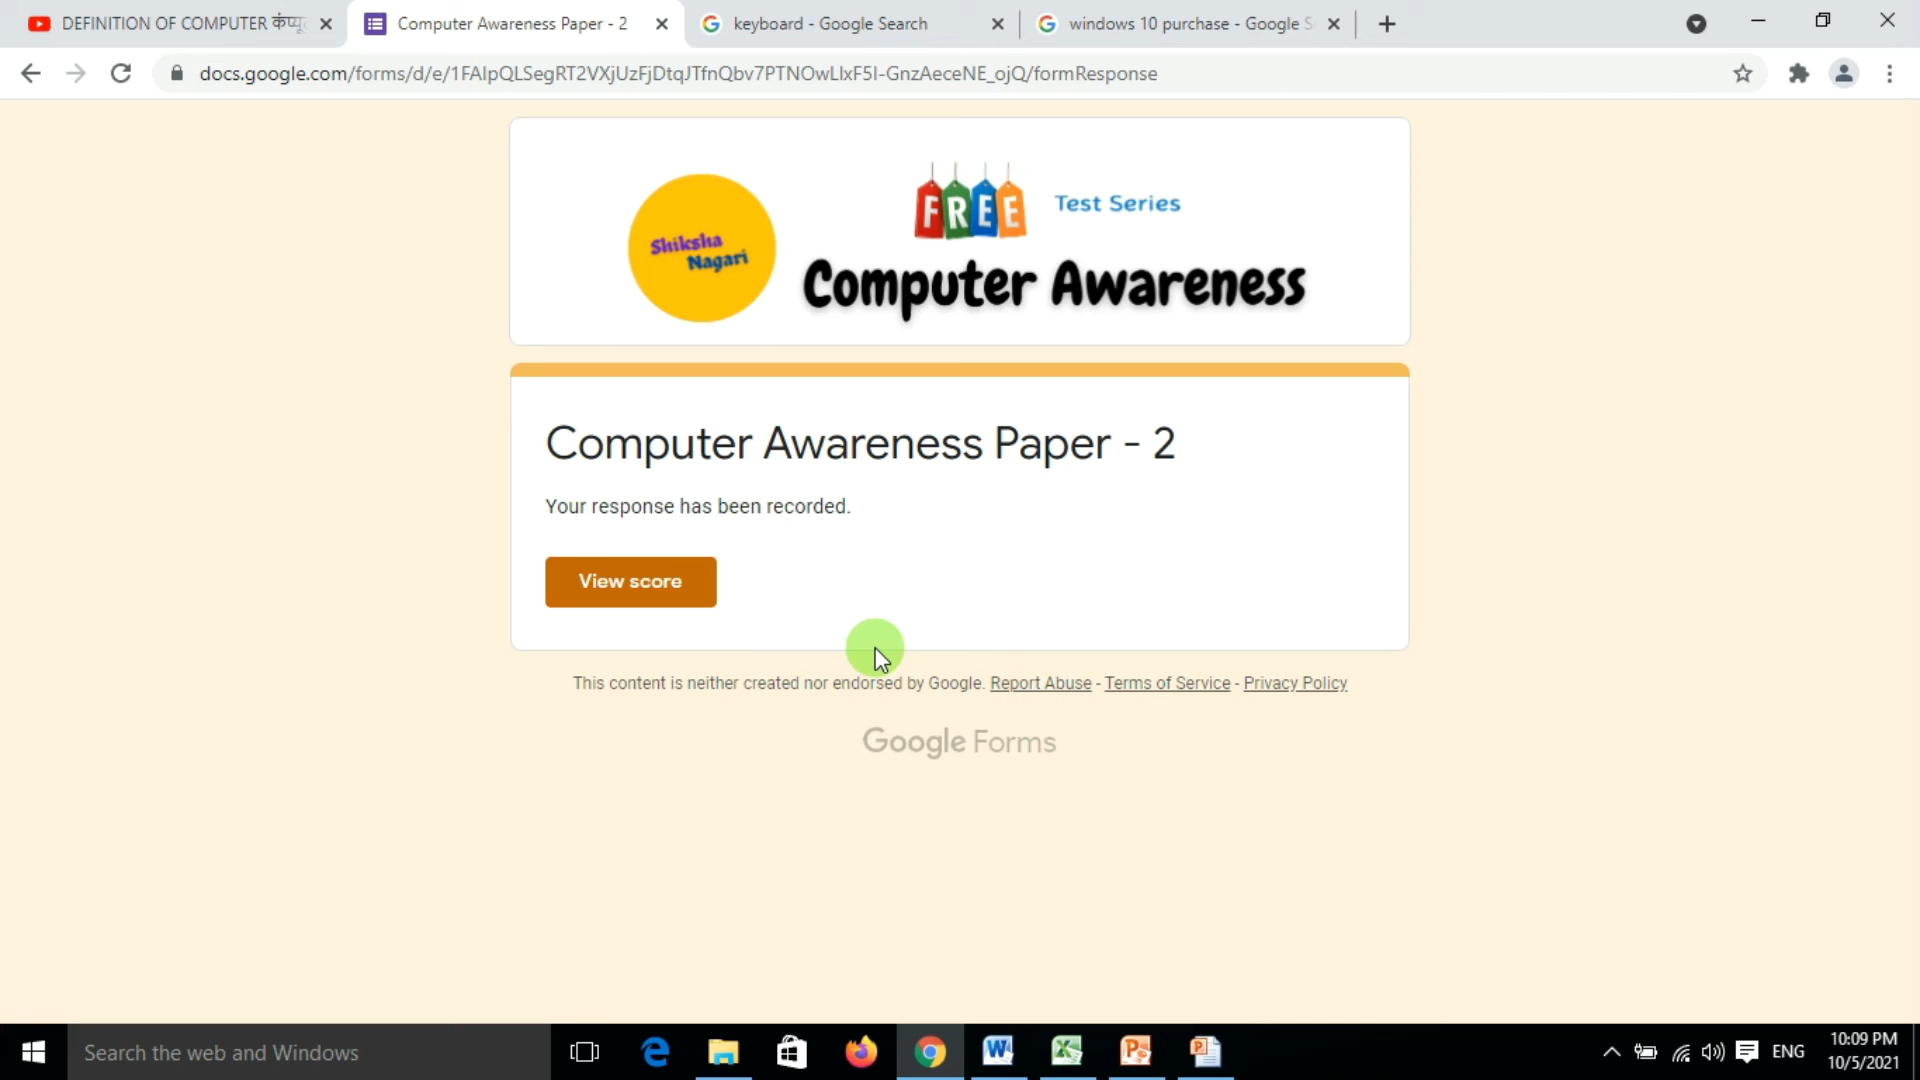 DEFINITION OF COMPUTER
Computer Awareness Paper - 2
keyboard - Google Search
windows 10 purchase - Google S
docs.google.com/forms/d/e/1FAIpQLSegRT2VXjUzFjDtqJTfnQbv7PTNOwLlxF5I-GnzAeceNE_ojQ/formResponse
FREE
Test Series
Shiksha
Nagari
Computer Awareness
Computer Awareness Paper - 2
Your response has been recorded.
View score
This content is neither created nor endorsed by Google. Report Abuse - Terms of Service - Privacy Policy
Google Forms
Search the web and Windows
ENG
10:09 PM
10/5/2021